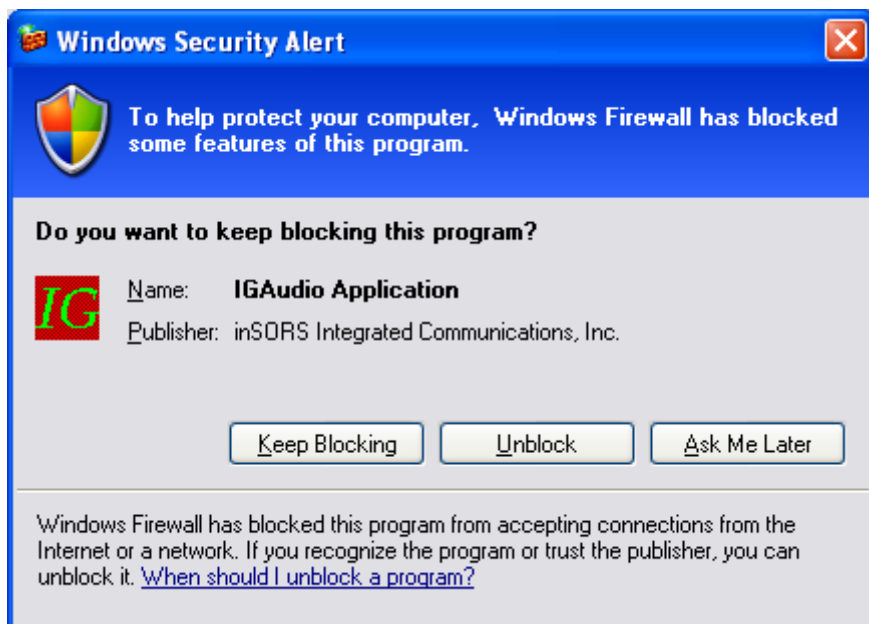 Windows Security Alert
To help protect your computer, Windows Firewall has blocked
some features of this program.
Do you want to keep blocking this program?
IG
Name: IGAudio Application
Publisher: inSORS Integrated Communications, Inc.
Keep Blocking Unblock Ask Me Later
Windows Firewall has blocked this program from accepting connections from the
Internet or a network. If you recognize the program or trust the publisher, you can
unblock it. When should I unblock a program?